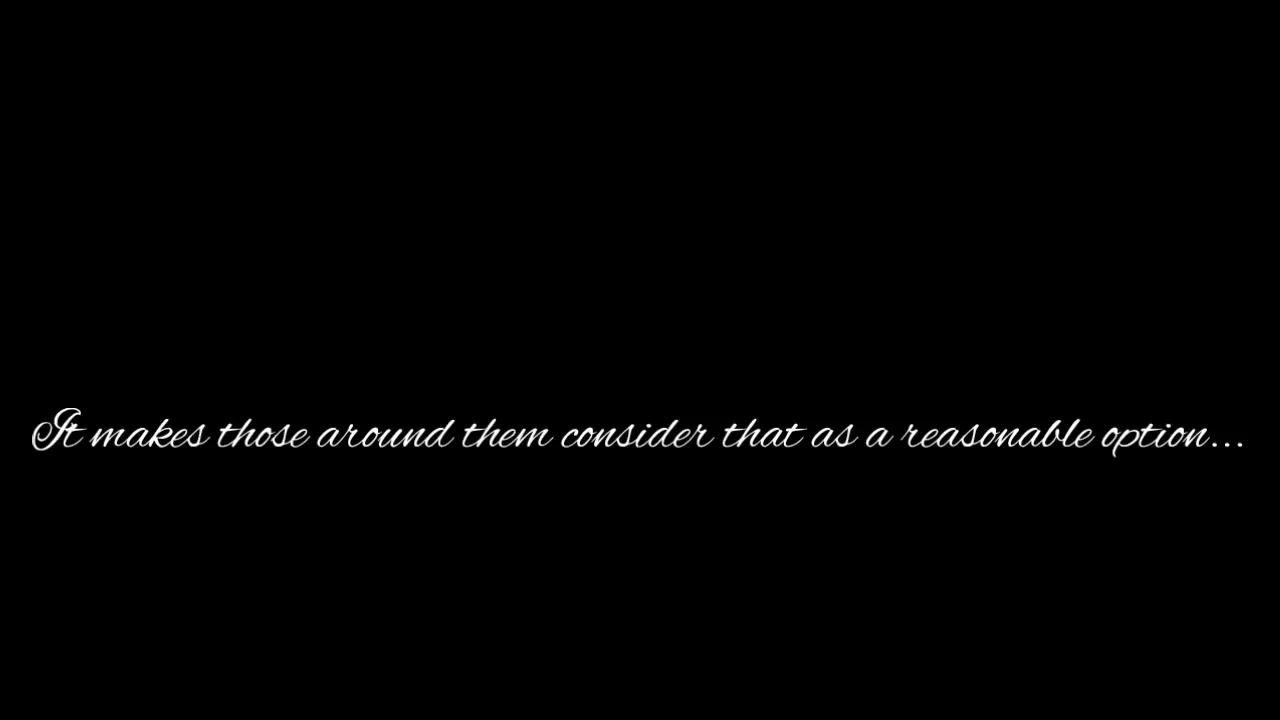 It makes those around them consider that as a reasonable option...